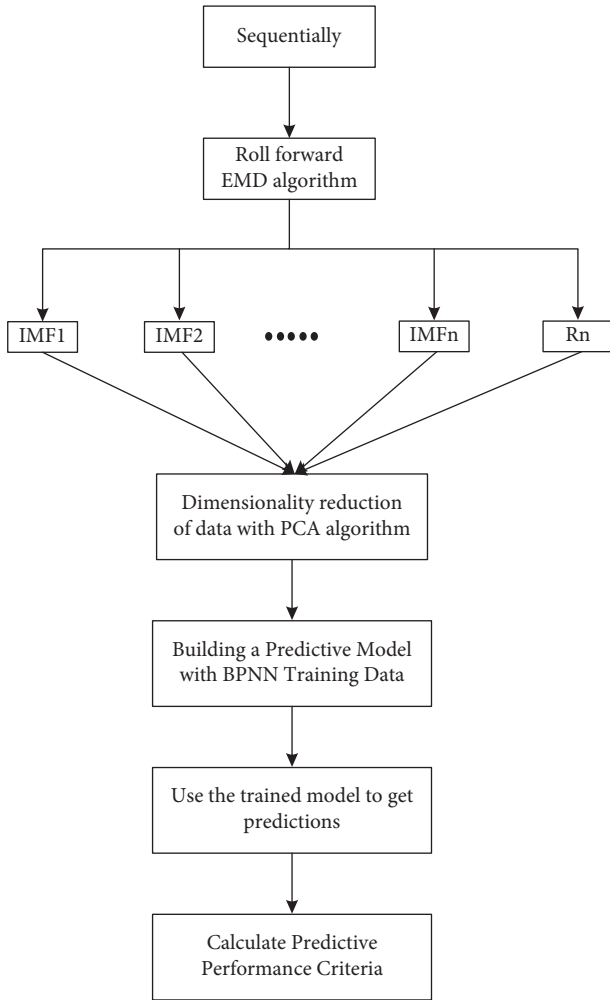 Sequentially
Roll forward
EMD algorithm
IMF1 IMF2 ••••• IMFn Rn
Dimensionality reduction
of data with PCA algorithm
Building a Predictive Model
with BPNN Training Data
Use the trained model to get
predictions
Calculate Predictive
Performance Criteria